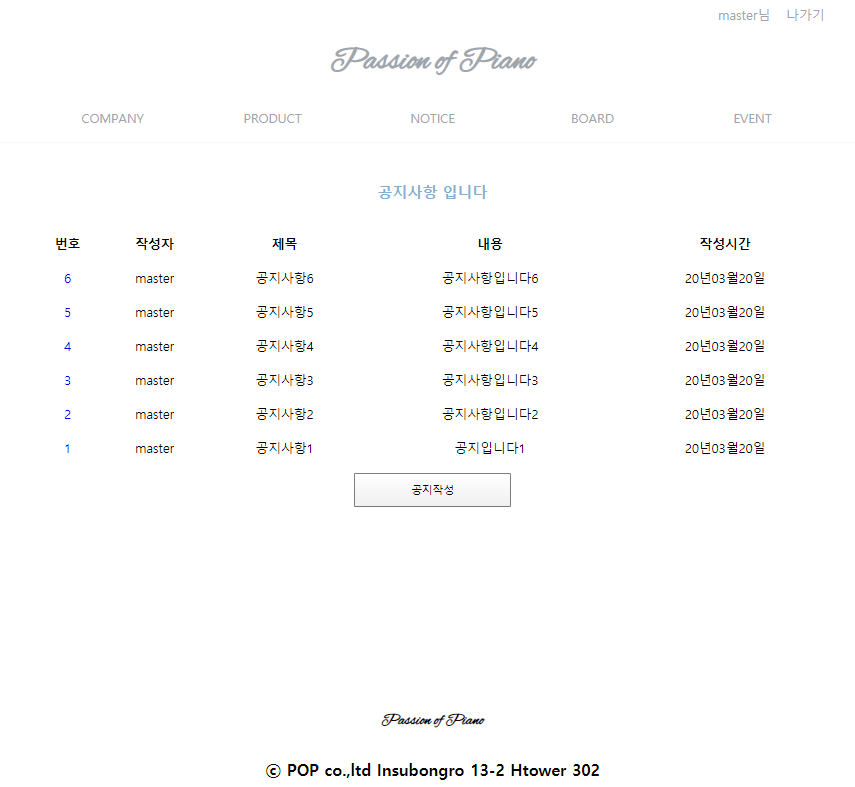 master님 나가기
Passion of Piano
COMPANY PRODUCT NOTICE BOARD EVENT
공지사항 입니다
번호 작성자 제목 내용 작성시간
6 master 공지사항6 공지사항입니다6 20년03월20일
5 master 공지사항5 공지사항입니다5 20년03월20일
4 master 공지사항4 공지사항입니다4 20년03월20일
3 master 공지사항3 공지사항입니다3 20년03월20일
2 master 공지사항2 공지사항입니다2 20년03월20일
1 master 공지사항1 공지입니다1 20년03월20일
공지작성
Passion of Piano
ⓒ POP co.,ltd Insubongro 13-2 Htower 302